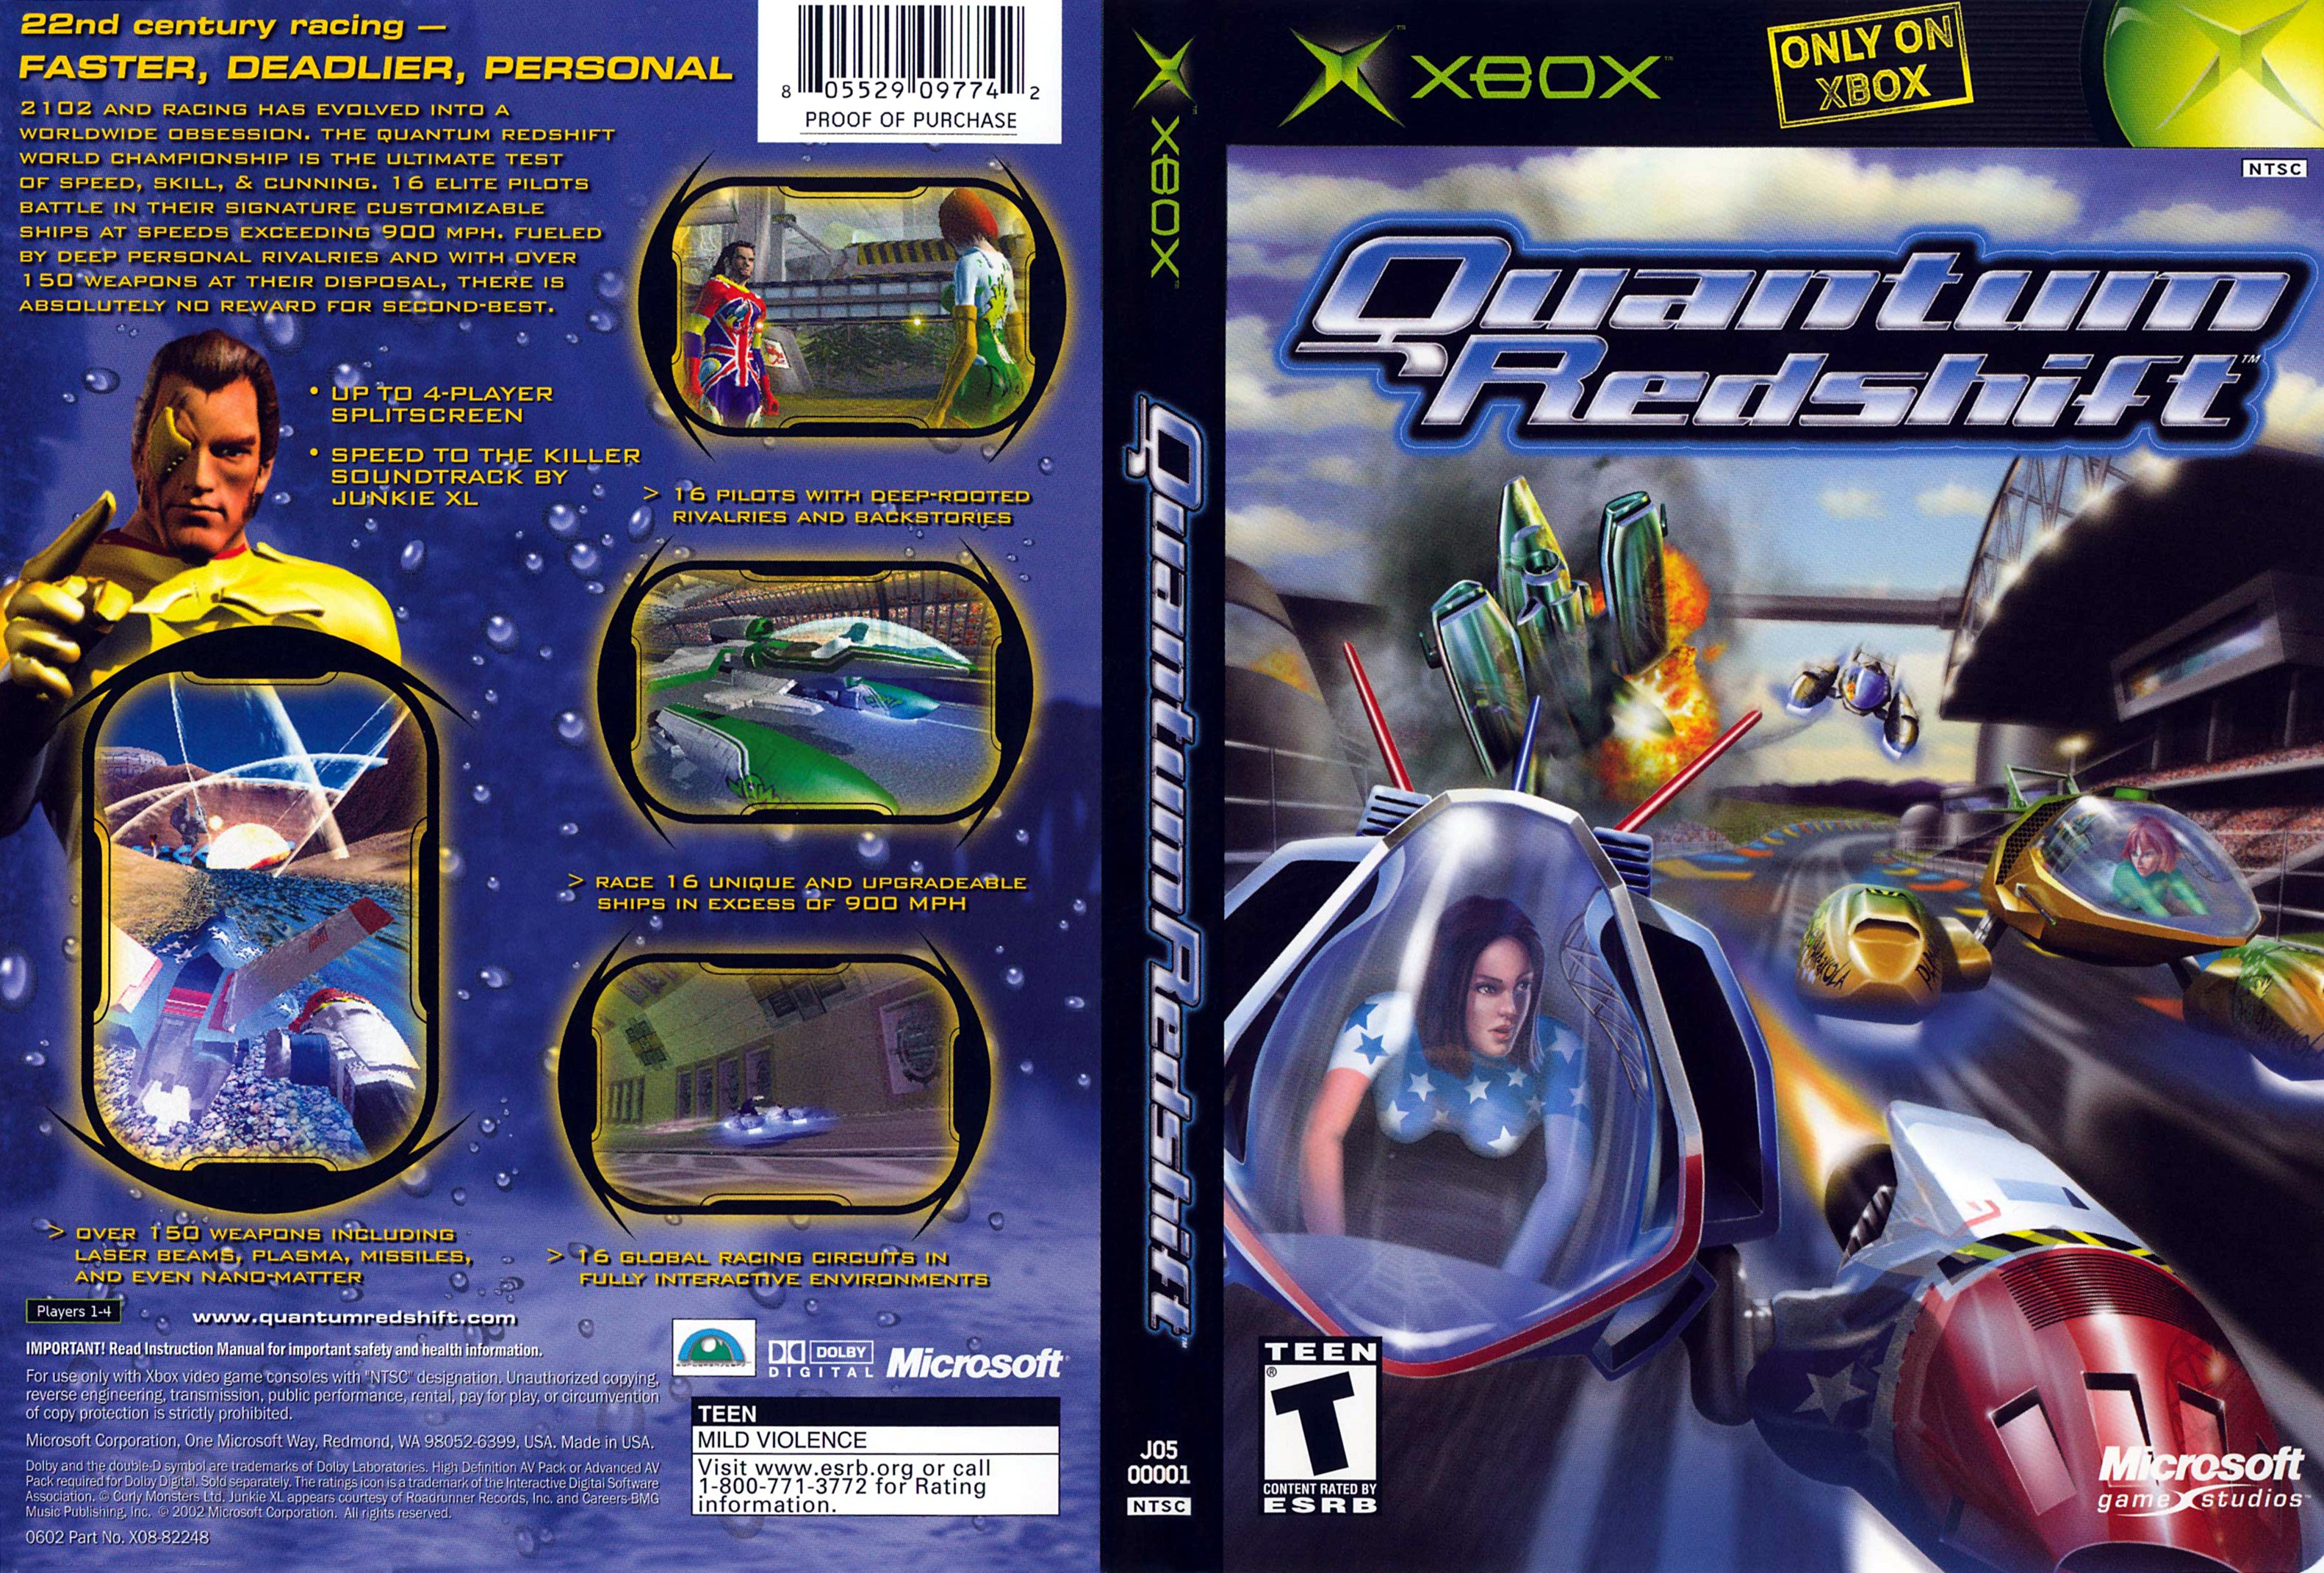 22nd century racing —
FASTER, DEADLIER, PERSONAL
2102 AND RACING HAS EVOLVED INTO A
WORLDWIDE OBSESSION. THE QUANTUM REDSHIFT
WORLD CHAMPIONSHIP IS THE ULTIMATE TEST
OF SPEED, SKILL, & CUNNING. 16 ELITE PILOTS
BATTLE IN THEIR SIGNATURE CUSTOMIZABLE
SHIPS AT SPEEDS EXCEEDING 900 MPH. FUELED
BY DEEP PERSONAL RIVALRIES AND WITH OVER
150 WEAPONS AT THEIR DISPOSAL, THERE IS
ABSOLUTELY NO REWARD FOR SECOND-BEST.
8 05529 09774 2
PROOF OF PURCHASE
• UP TO 4-PLAYER
SPLITSCREEN
• SPEED TO THE KILLER
SOUNDTRACK BY
JUNKIE XL
> 16 PILOTS WITH DEEP-ROOTED
RIVALRIES AND BACKSTORIES
> RACE 16 UNIQUE AND UPGRADEABLE
SHIPS IN EXCESS OF 900 MPH
> OVER 150 WEAPONS INCLUDING
LASER BEAMS, PLASMA, MISSILES,
AND EVEN NANO-MATTER
> 16 GLOBAL RACING CIRCUITS IN
FULLY INTERACTIVE ENVIRONMENTS
Players 1-4
www.quantumredshift.com
IMPORTANT! Read Instruction Manual for important safety and health information.
For use only with Xbox video game consoles with "NTSC" designation. Unauthorized copying,
reverse engineering, transmission, public performance, rental, pay for play, or circumvention
of copy protection is strictly prohibited.
Microsoft Corporation, One Microsoft Way, Redmond, WA 98052-6399, USA. Made in USA.
Dolby and the double-D symbol are trademarks of Dolby Laboratories. High Definition AV Pack or Advanced AV
Pack required for Dolby Digital. Sold separately. The ratings icon is a trademark of the Interactive Digital Software
Association. © Curly Monsters Ltd. Junkie XL appears courtesy of Roadrunner Records, Inc. and Careers-BMG
Music Publishing, Inc. © 2002 Microsoft Corporation. All rights reserved.
0602 Part No. X08-82248
DOLBY
DIGITAL
Microsoft®
TEEN
MILD VIOLENCE
Visit www.esrb.org or call
1-800-771-3772 for Rating
information.
XBOX™
Quantum Redshift™
J05
00001
NTSC
XBOX™
ONLY ON
XBOX
NTSC
Quantum
Redshift™
TEEN
T
®
CONTENT RATED BY
ESRB
Microsoft
game studios™